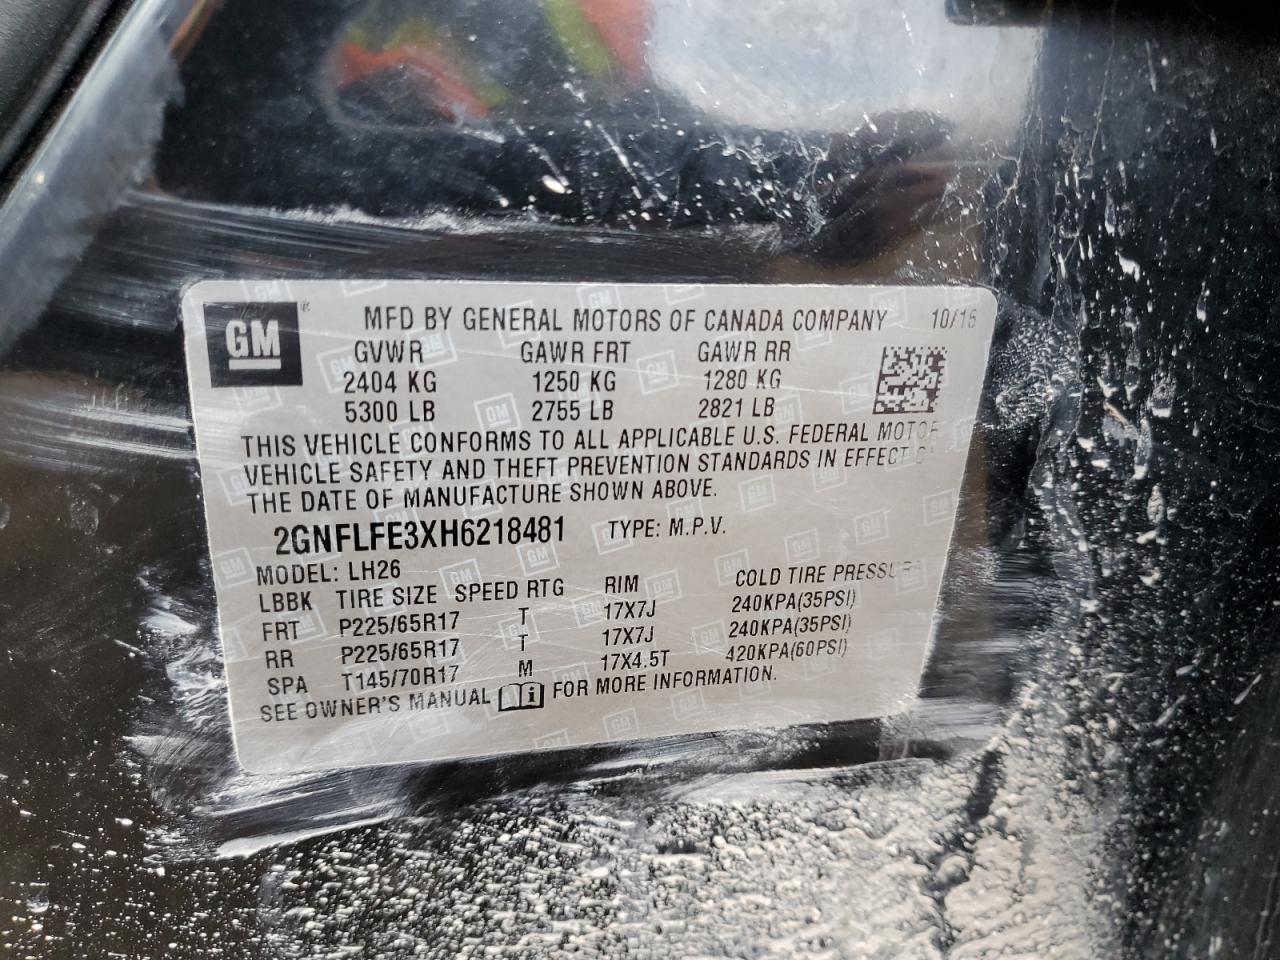 GM ® MFD BY GENERAL MOTORS OF CANADA COMPANY 10/16
GVWR GAWR FRT GAWR RR
2404 KG 1250 KG 1280 KG
5300 LB 2755 LB 2821 LB
THIS VEHICLE CONFORMS TO ALL APPLICABLE U.S. FEDERAL MOTOR
VEHICLE SAFETY AND THEFT PREVENTION STANDARDS IN EFFECT
THE DATE OF MANUFACTURE SHOWN ABOVE.
2GNFLFE3XH6218481 TYPE: M.P.V.
MODEL: LH26
LBBK TIRE SIZE SPEED RTG RIM COLD TIRE PRESSURE
FRT P225/65R17 T 17X7J 240KPA(35PSI)
RR P225/65R17 T 17X7J 240KPA(35PSI)
SPA T145/70R17 M 17X4.5T 420KPA(60PSI)
SEE OWNER'S MANUAL i FOR MORE INFORMATION.